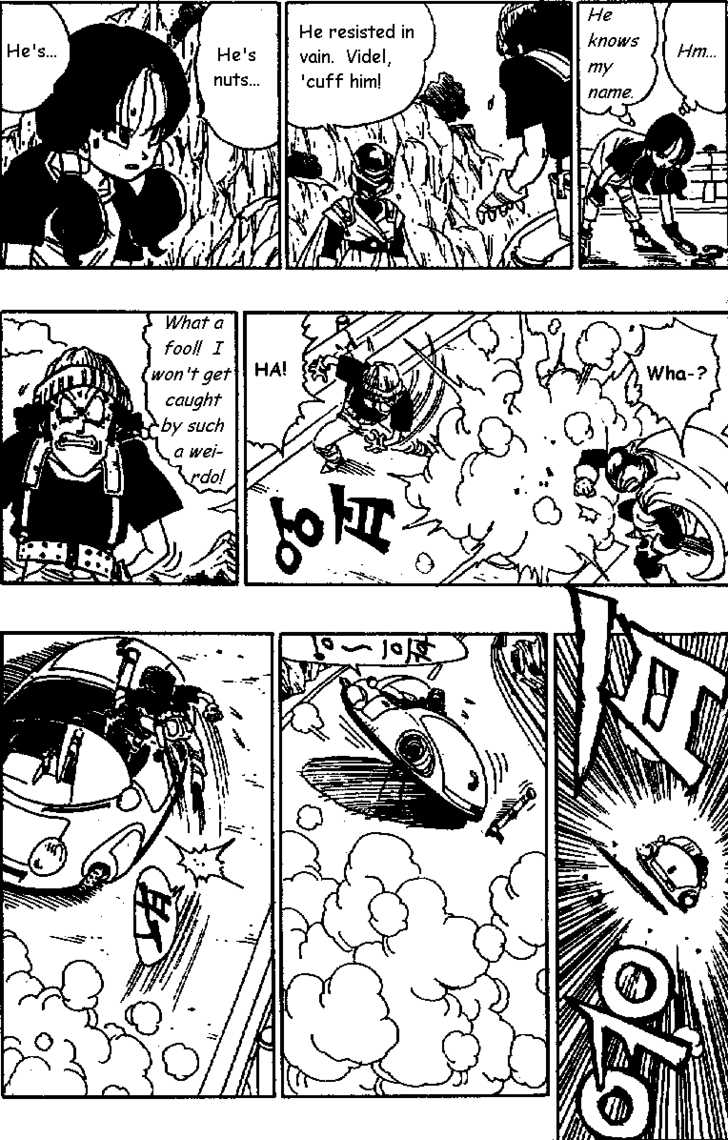 Hm...
He
knows
my
name.
He resisted in
vain. Videl,
'cuff him!
He's
nuts...
He's...
Wha-?
HA!
What a
fool! I
won't get
caught
by such
a wei-
rdo!